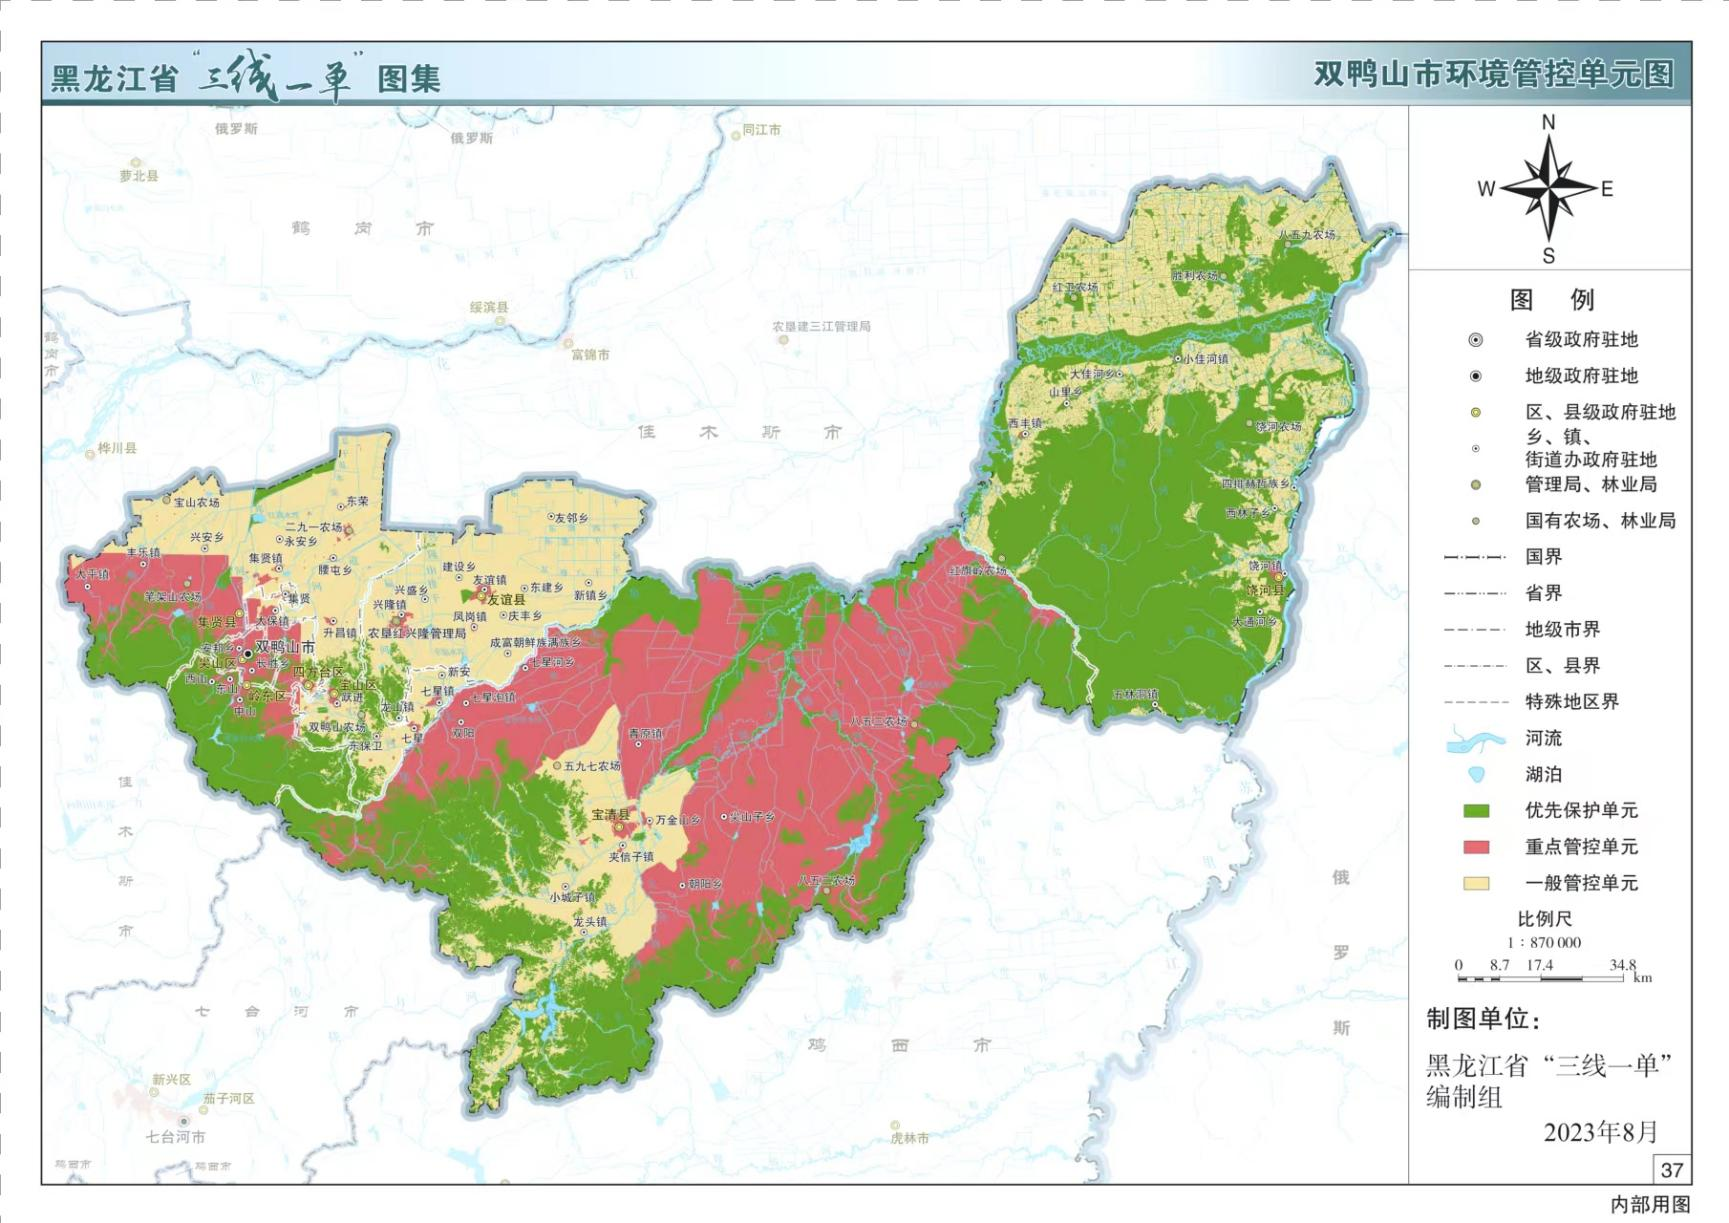 黑龙江省“三线一单”图集
双鸭山市环境管控单元图
俄罗斯
俄罗斯
同江市
萝北县
鹤岗市
绥滨县
富锦市
农垦建三江管理局
鹤岗市
桦川县
佳木斯市
八五九农场
胜利农场
红卫农场
小佳河镇
大佳河乡
山里乡
西丰镇
饶河农场
四排赫哲族乡
西林子乡
饶河镇
饶河县
大通河乡
五林洞镇
红旗岭农场
宝山农场
东荣
二九一农场
兴安乡
永安乡
丰乐镇
集贤镇
腰屯乡
太平镇
笔架山农场
集贤
集贤县
太保镇
升昌镇
安邦乡
双鸭山市
尖山区
长胜乡
西山
东山
岭东区
中山
四方台区
宝山区
跃进
双鸭山农场
龙山镇
东保卫
七星
七星镇
新安
双阳
七星泡镇
七星河乡
成富朝鲜族满族乡
友邻乡
建设乡
友谊镇
友谊县
东建乡
新镇乡
兴盛乡
兴隆镇
凤岗镇
庆丰乡
农垦红兴隆管理局
青原镇
八五二农场
五九七农场
宝清县
万金山乡
尖山子乡
夹信子镇
朝阳乡
八五三农场
小城子镇
龙头镇
佳木斯市
七台河市
鸡西市
俄罗斯
新兴区
茄子河区
七台河市
虎林市
鸡西市
鸡西市
N
W
E
S
图 例
省级政府驻地
地级政府驻地
区、县级政府驻地
乡、镇、
街道办政府驻地
管理局、林业局
国有农场、林业局
国界
省界
地级市界
区、县界
特殊地区界
河流
湖泊
优先保护单元
重点管控单元
一般管控单元
比例尺
1：870 000
0 8.7 17.4 34.8
km
制图单位：
黑龙江省“三线一单”
编制组
2023年8月
37
内部用图